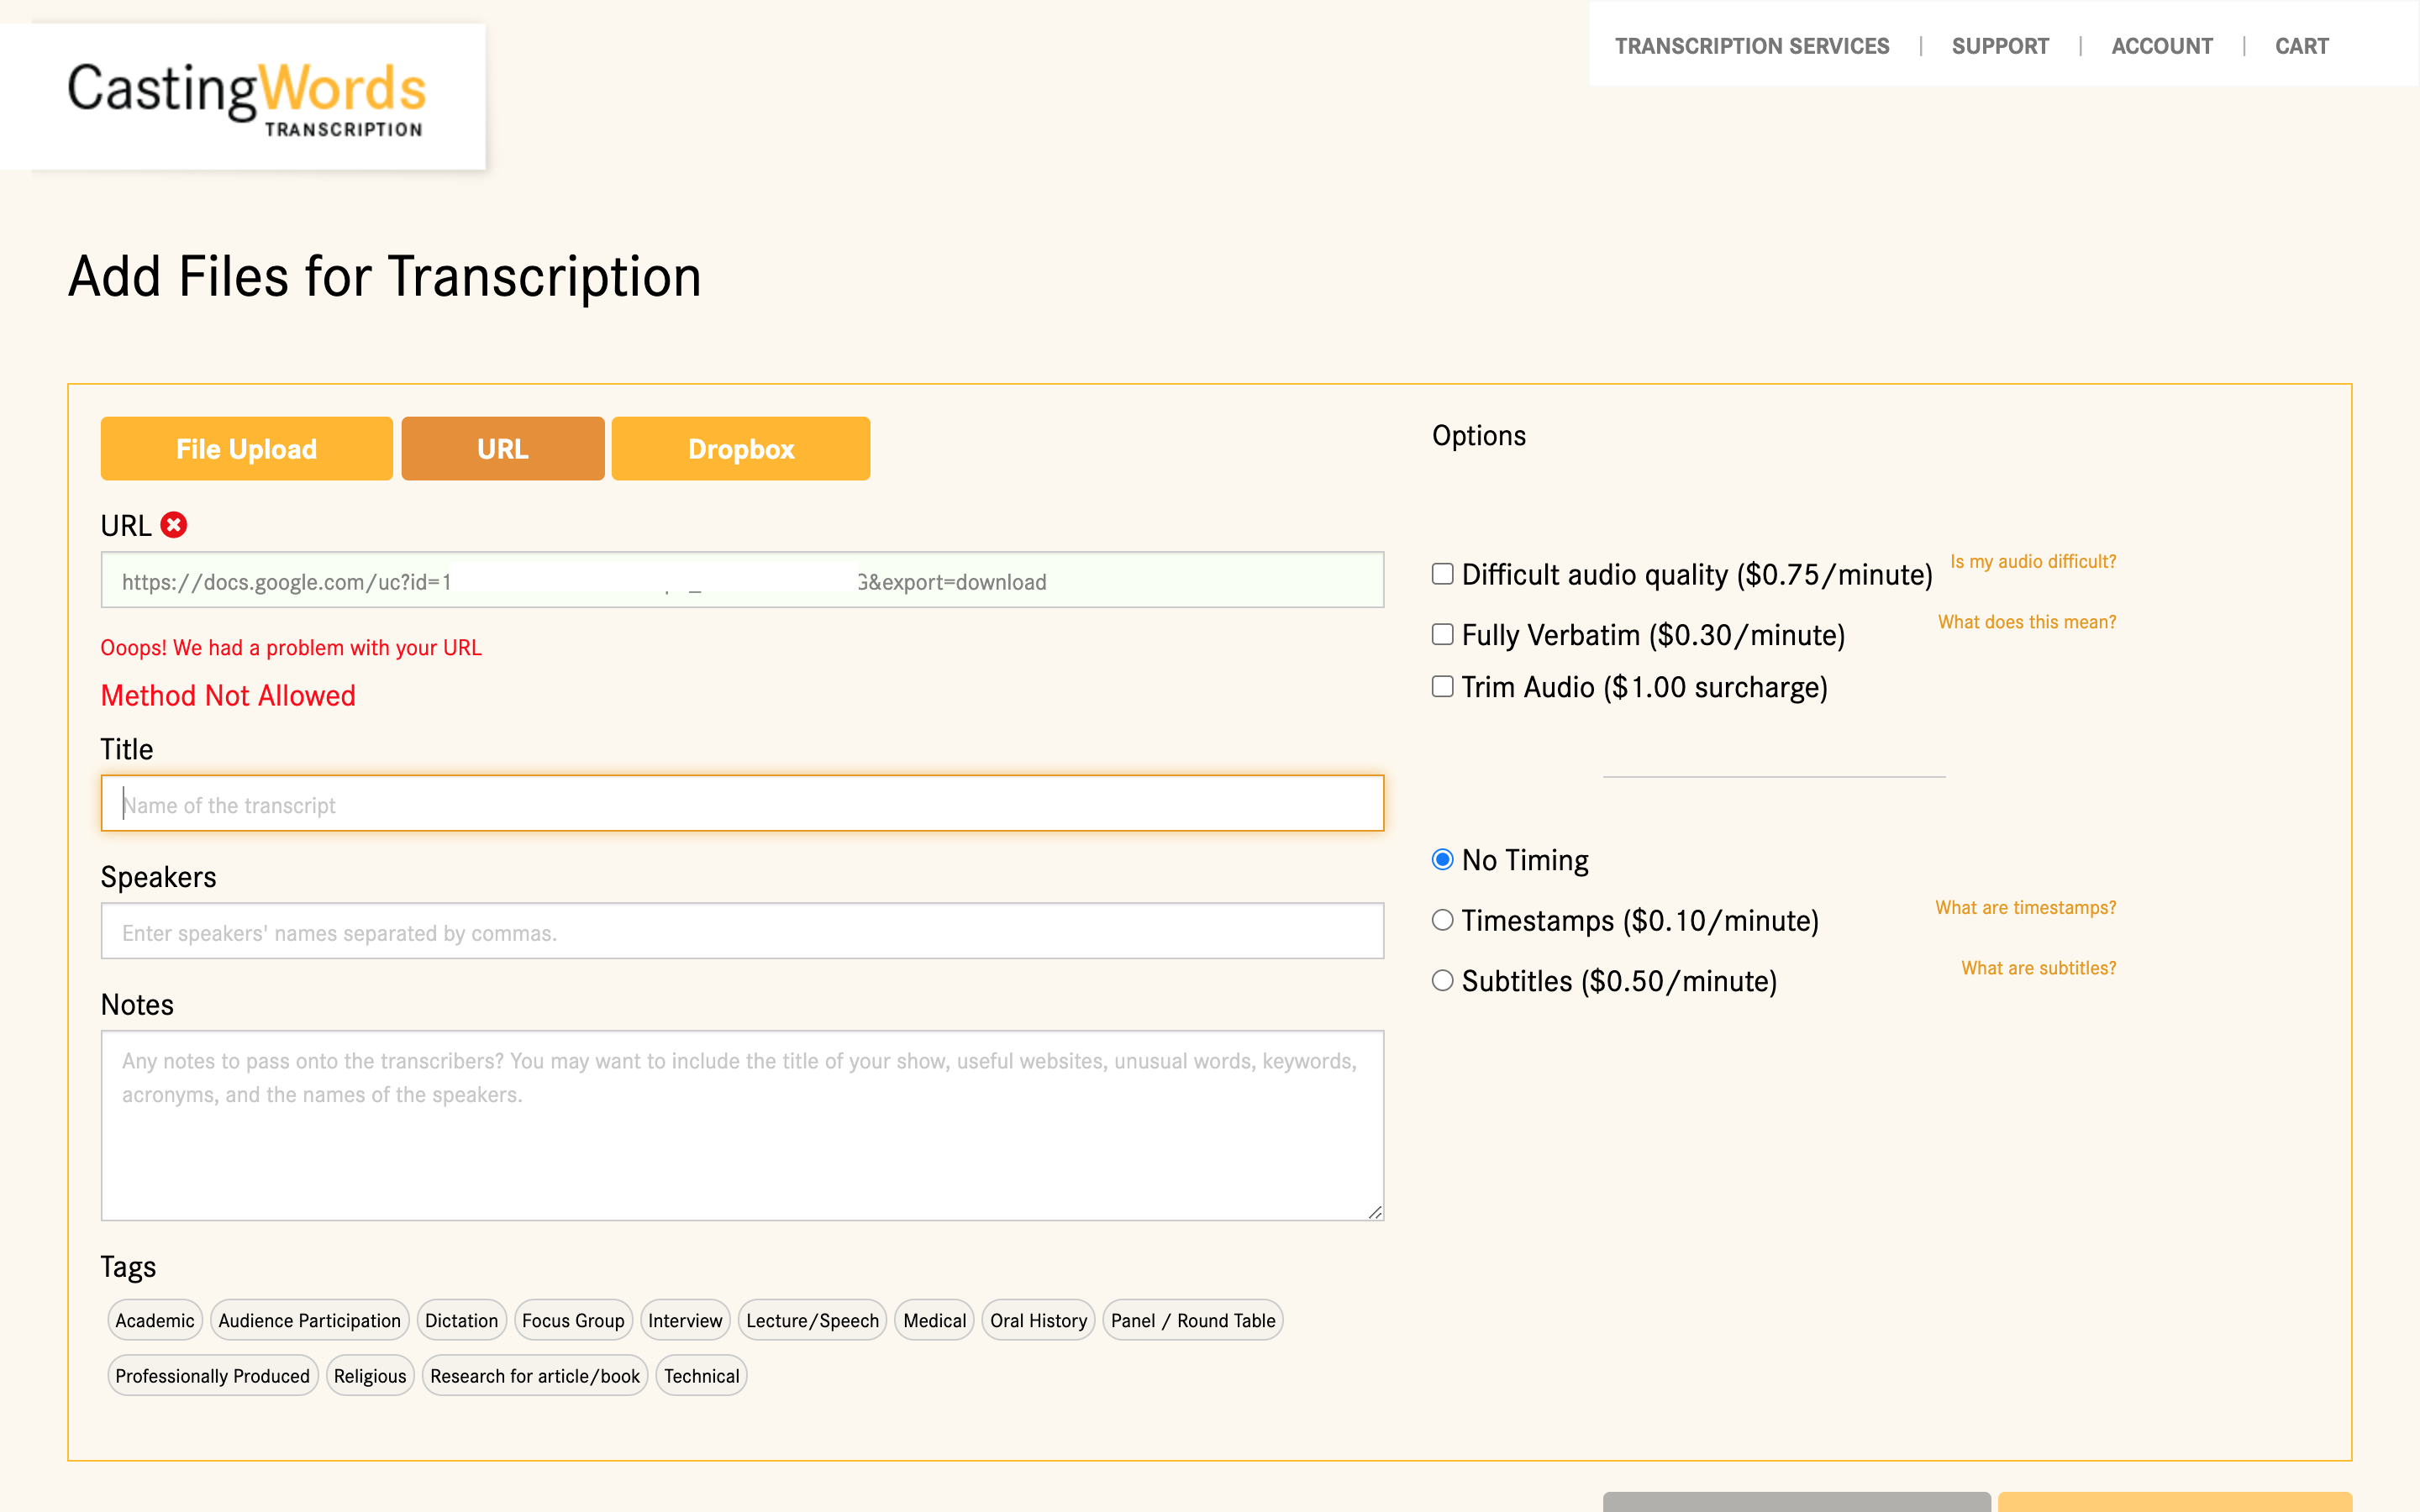 CastingWords
TRANSCRIPTION
TRANSCRIPTION SERVICES | SUPPORT | ACCOUNT | CART
Add Files for Transcription
File Upload URL Dropbox
URL
https://docs.google.com/uc?id=1 G&export=download
Ooops! We had a problem with your URL
Method Not Allowed
Title
Name of the transcript
Speakers
Enter speakers' names separated by commas.
Notes
Any notes to pass onto the transcribers? You may want to include the title of your show, useful websites, unusual words, keywords,
acronyms, and the names of the speakers.
Tags
Academic Audience Participation Dictation Focus Group Interview Lecture/Speech Medical Oral History Panel / Round Table
Professionally Produced Religious Research for article/book Technical
Options
Difficult audio quality ($0.75/minute) Is my audio difficult?
Fully Verbatim ($0.30/minute) What does this mean?
Trim Audio ($1.00 surcharge)
No Timing
Timestamps ($0.10/minute) What are timestamps?
Subtitles ($0.50/minute) What are subtitles?